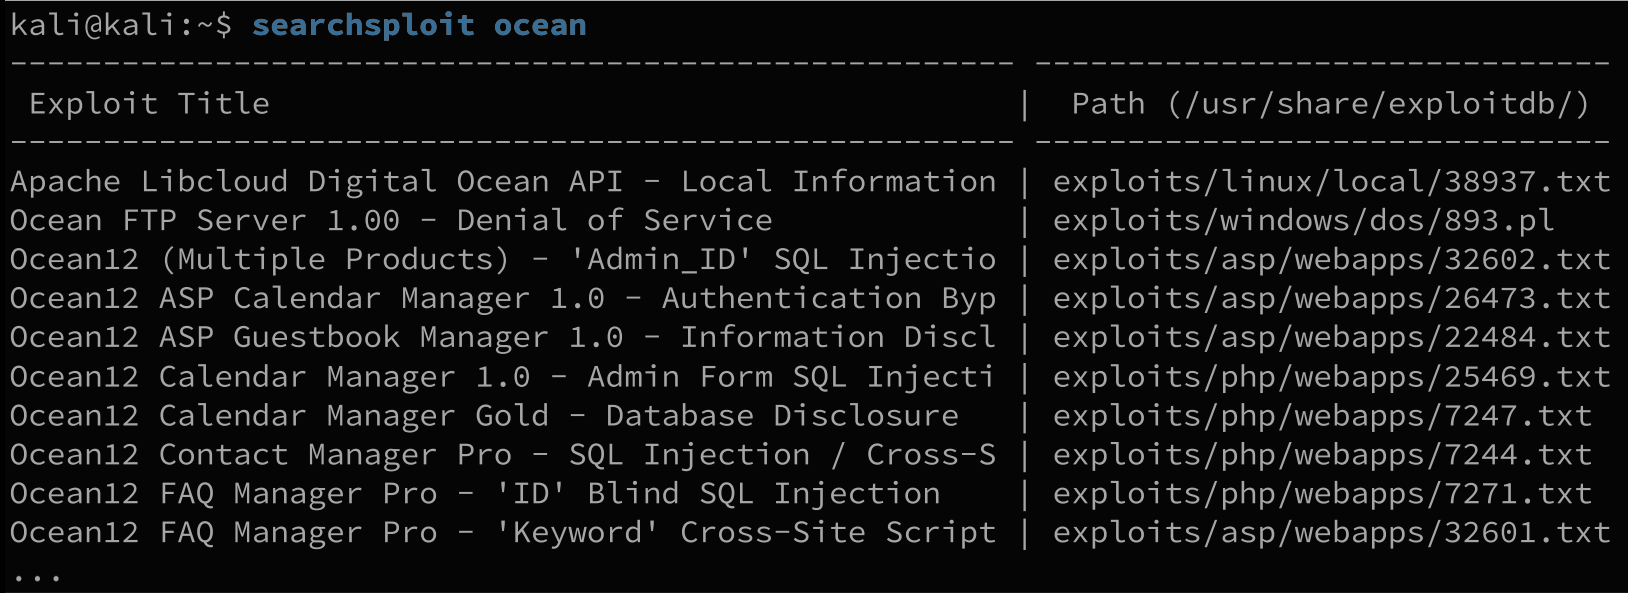 kali@kali:~$ searchsploit ocean
------------------------------------------------------ -------------------------------
 Exploit Title                                        |  Path (/usr/share/exploitdb/)
------------------------------------------------------ -------------------------------
Apache Libcloud Digital Ocean API - Local Information | exploits/linux/local/38937.txt
Ocean FTP Server 1.00 - Denial of Service             | exploits/windows/dos/893.pl
Ocean12 (Multiple Products) - 'Admin_ID' SQL Injectio | exploits/asp/webapps/32602.txt
Ocean12 ASP Calendar Manager 1.0 - Authentication Byp | exploits/asp/webapps/26473.txt
Ocean12 ASP Guestbook Manager 1.0 - Information Discl | exploits/asp/webapps/22484.txt
Ocean12 Calendar Manager 1.0 - Admin Form SQL Injecti | exploits/php/webapps/25469.txt
Ocean12 Calendar Manager Gold - Database Disclosure   | exploits/php/webapps/7247.txt
Ocean12 Contact Manager Pro - SQL Injection / Cross-S | exploits/php/webapps/7244.txt
Ocean12 FAQ Manager Pro - 'ID' Blind SQL Injection    | exploits/php/webapps/7271.txt
Ocean12 FAQ Manager Pro - 'Keyword' Cross-Site Script | exploits/asp/webapps/32601.txt
...